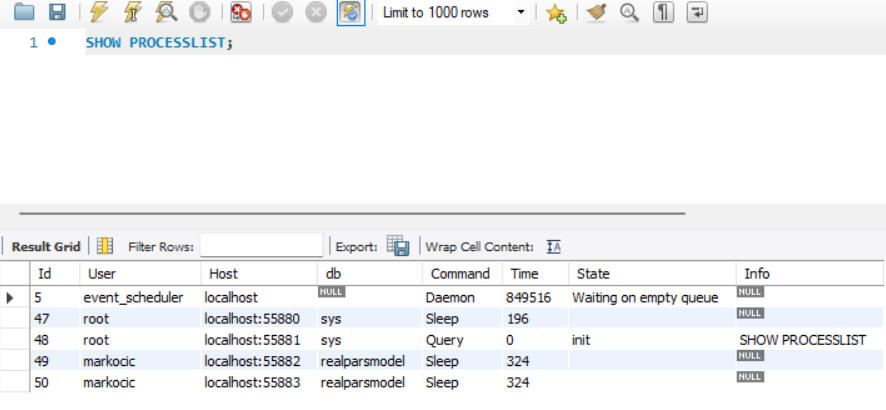 Limit to 1000 rows
1 SHOW PROCESSLIST;
Result Grid Filter Rows: Export: Wrap Cell Content: IA
Id User Host db Command Time State Info
5 event_scheduler localhost NULL Daemon 849516 Waiting on empty queue NULL
47 root localhost:55880 sys Sleep 196 NULL
48 root localhost:55881 sys Query 0 init SHOW PROCESSLIST
49 markocic localhost:55882 realparsmodel Sleep 324 NULL
50 markocic localhost:55883 realparsmodel Sleep 324 NULL